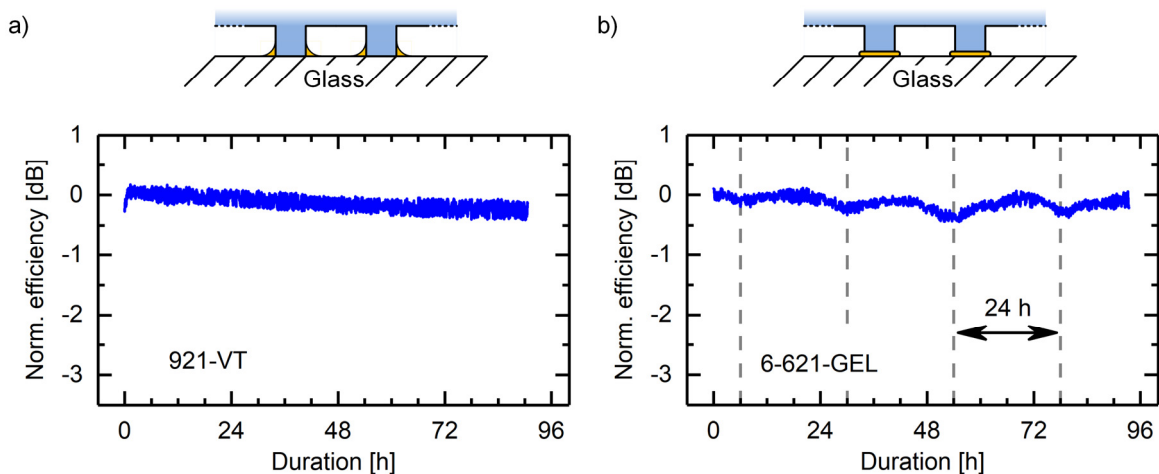 a)
Glass
1
0
-1
-2
-3
Norm. efficiency [dB]
921-VT
0 24 48 72 96
Duration [h]
b)
Glass
1
0
-1
-2
-3
Norm. efficiency [dB]
24 h
6-621-GEL
0 24 48 72 96
Duration [h]